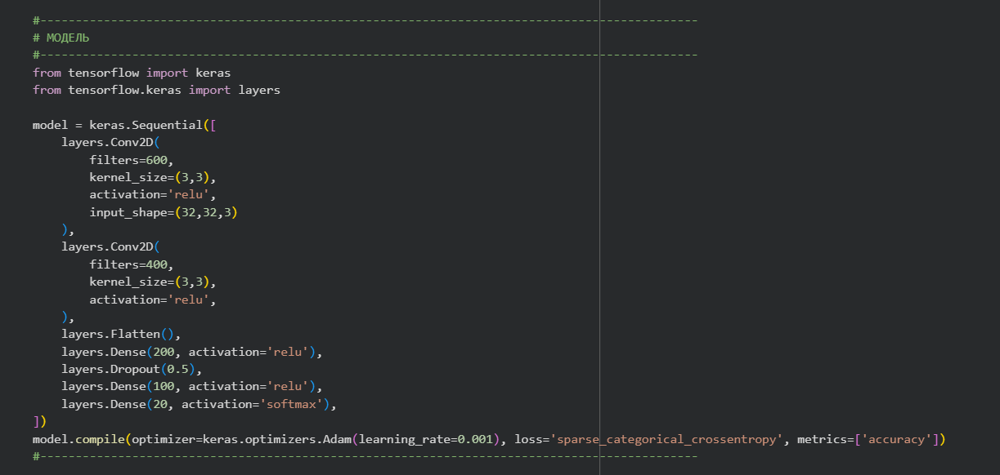 #---------------------------------------------------------------------------------------------
# МОДЕЛЬ
#---------------------------------------------------------------------------------------------
from tensorflow import keras
from tensorflow.keras import layers

model = keras.Sequential([
    layers.Conv2D(
        filters=600,
        kernel_size=(3,3),
        activation='relu',
        input_shape=(32,32,3)
    ),
    layers.Conv2D(
        filters=400,
        kernel_size=(3,3),
        activation='relu',
    ),
    layers.Flatten(),
    layers.Dense(200, activation='relu'),
    layers.Dropout(0.5),
    layers.Dense(100, activation='relu'),
    layers.Dense(20, activation='softmax'),
])
model.compile(optimizer=keras.optimizers.Adam(learning_rate=0.001), loss='sparse_categorical_crossentropy', metrics=['accuracy'])
#---------------------------------------------------------------------------------------------